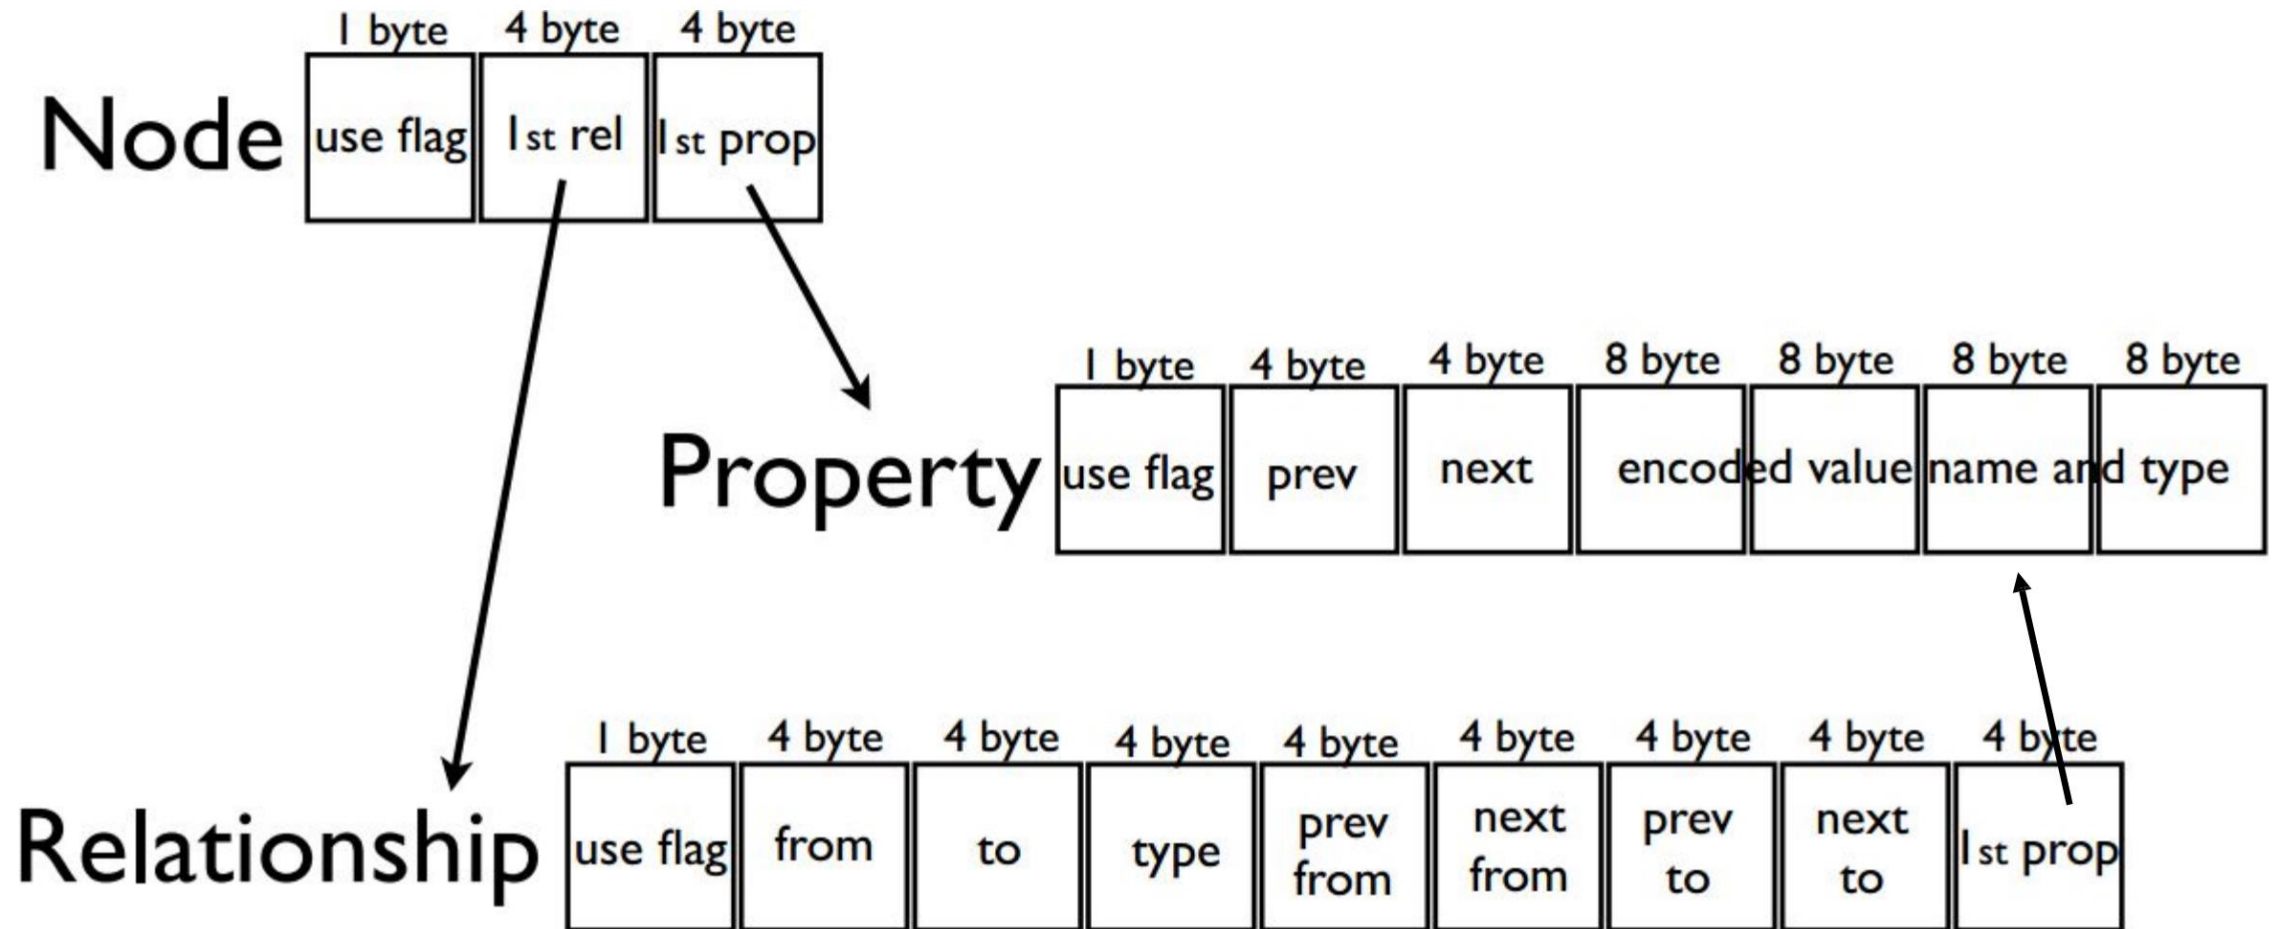 1 byte 4 byte 4 byte
Node use flag 1st rel 1st prop
1 byte 4 byte 4 byte 8 byte 8 byte 8 byte 8 byte
Property use flag prev next encoded value name and type
1 byte 4 byte 4 byte 4 byte 4 byte 4 byte 4 byte 4 byte 4 byte
Relationship use flag from to type prev from next from prev to next to 1st prop